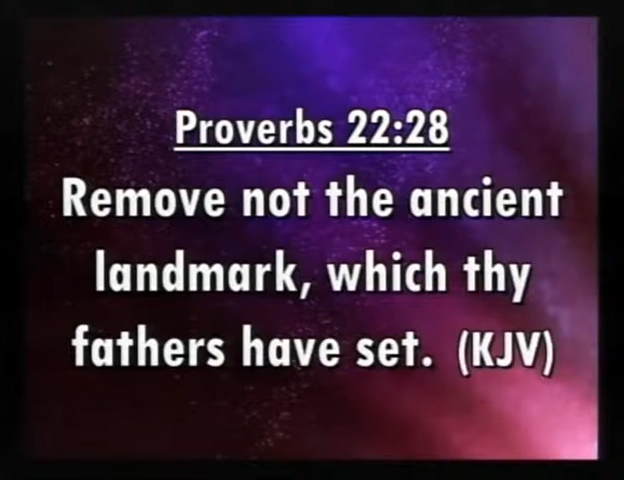 Proverbs 22:28
Remove not the ancient
landmark, which thy
fathers have set. (KJV)